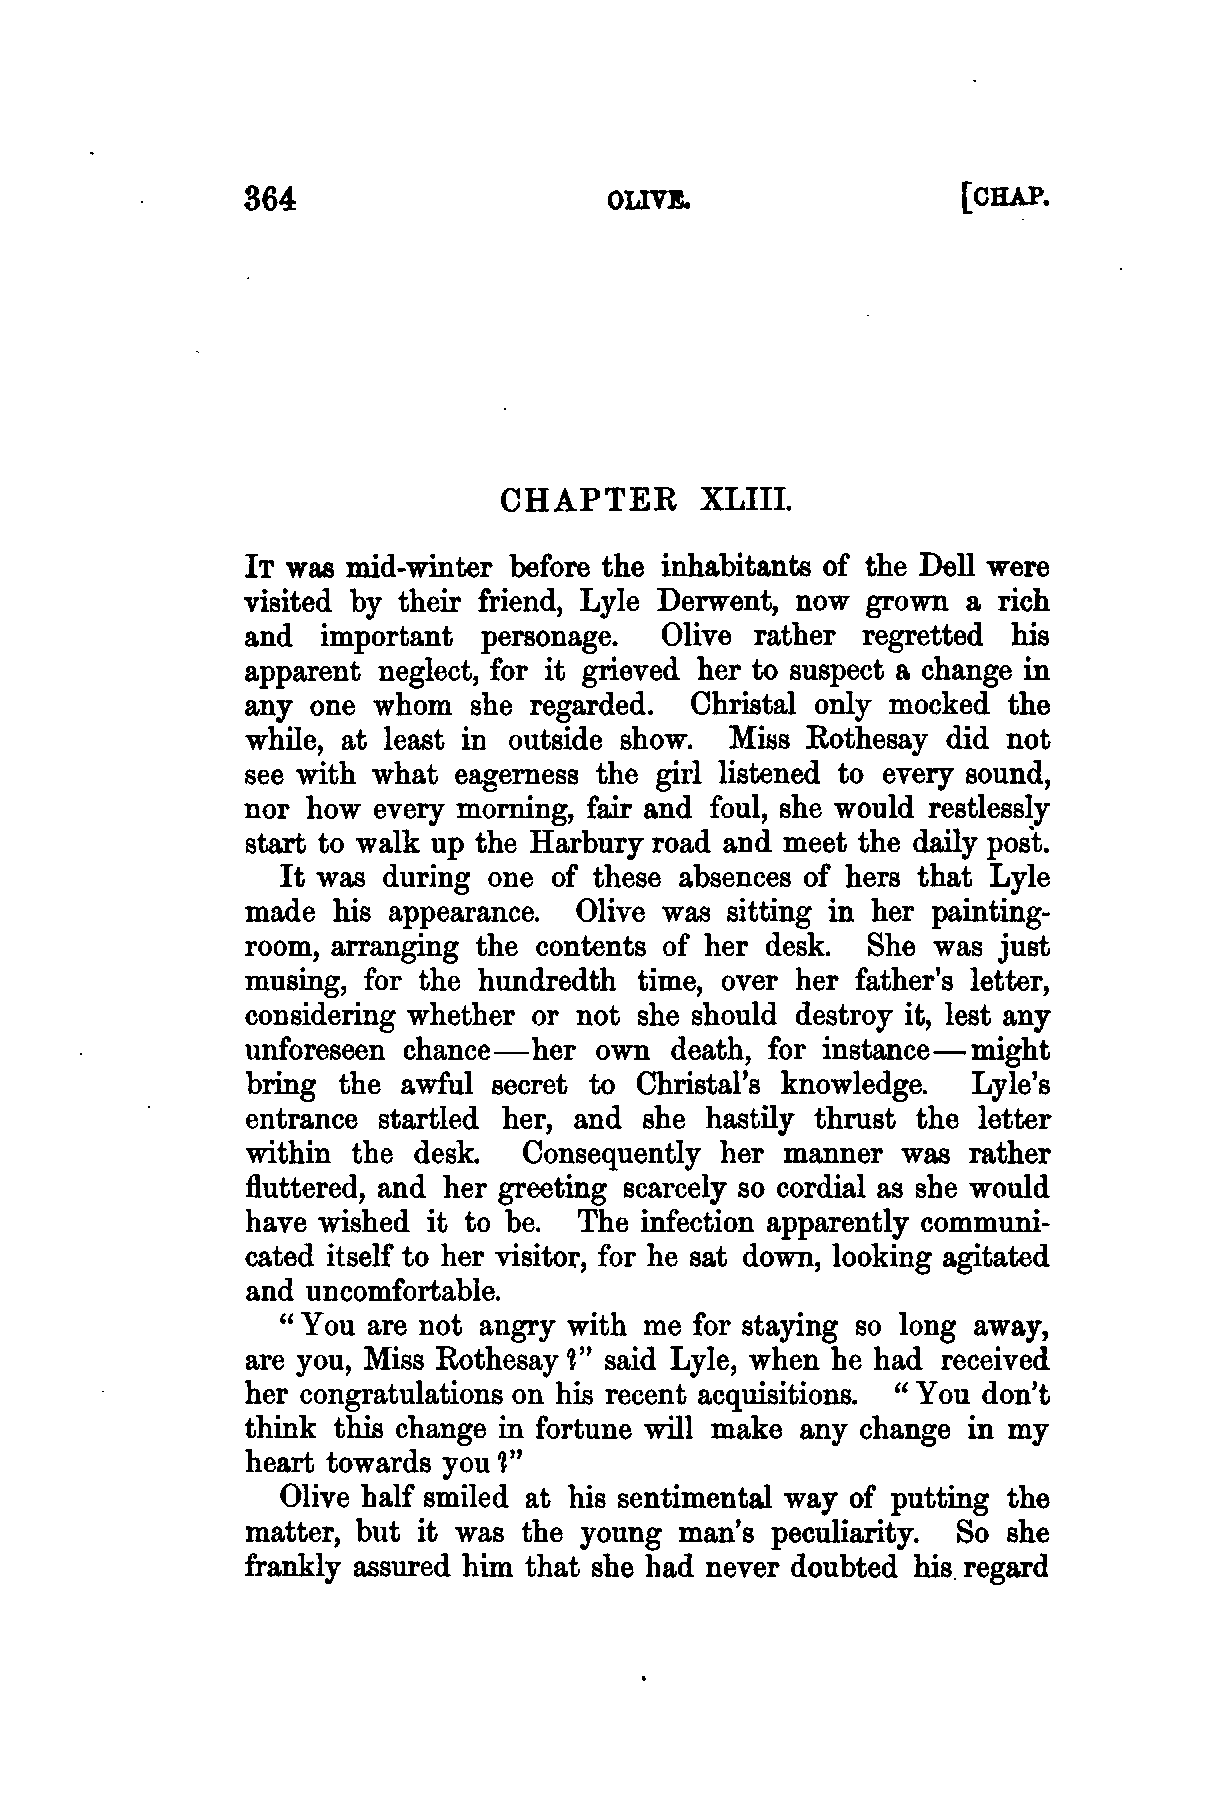 364 OLIVE. [CHAP.
CHAPTER XLIII.
IT was mid-winter before the inhabitants of the Dell were
visited by their friend, Lyle Derwent, now grown a rich
and important personage. Olive rather regretted his
apparent neglect, for it grieved her to suspect a change in
any one whom she regarded. Christal only mocked the
while, at least in outside show. Miss Rothesay did not
see with what eagerness the girl listened to every sound,
nor how every morning, fair and foul, she would restlessly
start to walk up the Harbury road and meet the daily post.
It was during one of these absences of hers that Lyle
made his appearance. Olive was sitting in her painting-
room, arranging the contents of her desk. She was just
musing, for the hundredth time, over her father's letter,
considering whether or not she should destroy it, lest any
unforeseen chance—her own death, for instance—might
bring the awful secret to Christal's knowledge. Lyle's
entrance startled her, and she hastily thrust the letter
within the desk. Consequently her manner was rather
fluttered, and her greeting scarcely so cordial as she would
have wished it to be. The infection apparently communi-
cated itself to her visitor, for he sat down, looking agitated
and uncomfortable.
"You are not angry with me for staying so long away,
are you, Miss Rothesay?" said Lyle, when he had received
her congratulations on his recent acquisitions. "You don't
think this change in fortune will make any change in my
heart towards you?"
Olive half smiled at his sentimental way of putting the
matter, but it was the young man's peculiarity. So she
frankly assured him that she had never doubted his regard